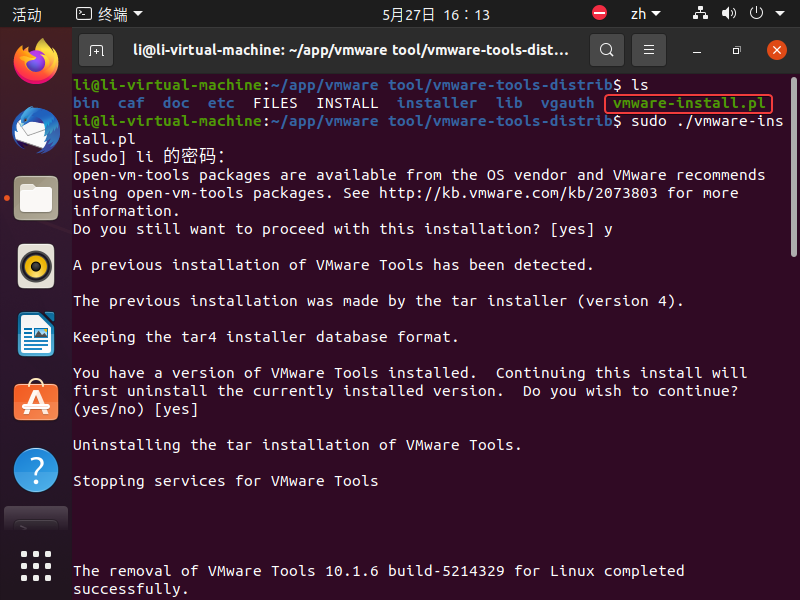 活动 终端 5月27日 16：13 zh
li@li-virtual-machine: ~/app/vmware tool/vmware-tools-dist...
li@li-virtual-machine:~/app/vmware tool/vmware-tools-distrib$ ls
bin caf doc etc FILES INSTALL installer lib vgauth vmware-install.pl
li@li-virtual-machine:~/app/vmware tool/vmware-tools-distrib$ sudo ./vmware-ins
tall.pl
[sudo] li 的密码：
open-vm-tools packages are available from the OS vendor and VMware recommends
using open-vm-tools packages. See http://kb.vmware.com/kb/2073803 for more
information.
Do you still want to proceed with this installation? [yes] y
A previous installation of VMware Tools has been detected.
The previous installation was made by the tar installer (version 4).
Keeping the tar4 installer database format.
You have a version of VMware Tools installed.  Continuing this install will
first uninstall the currently installed version.  Do you wish to continue?
(yes/no) [yes]
Uninstalling the tar installation of VMware Tools.
Stopping services for VMware Tools
The removal of VMware Tools 10.1.6 build-5214329 for Linux completed
successfully.